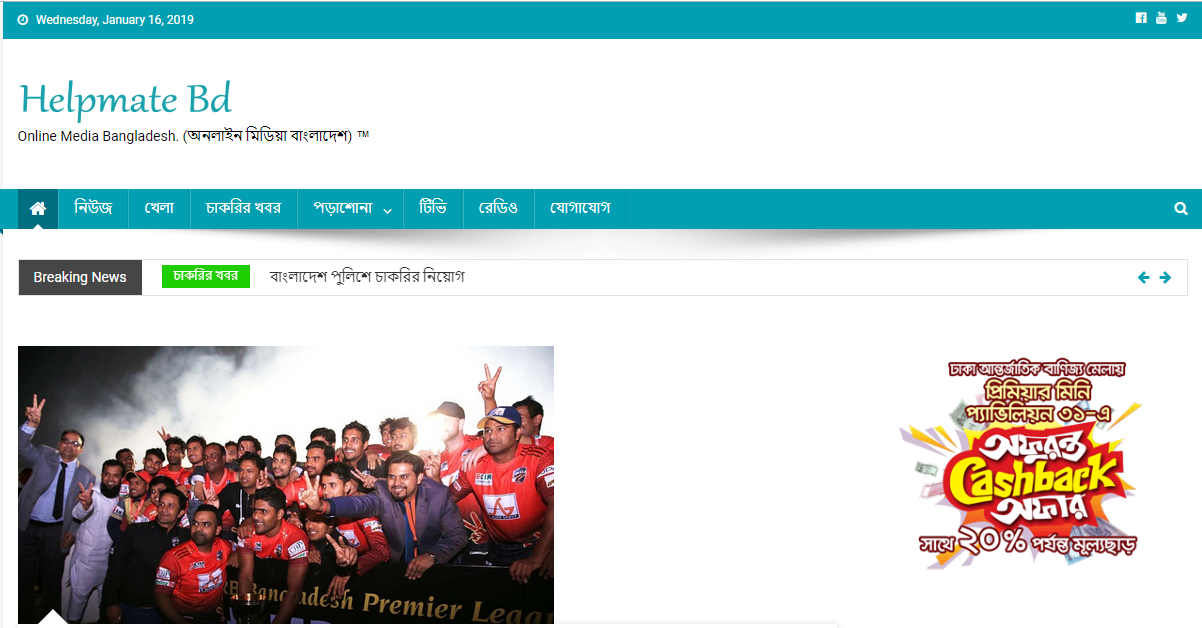 Wednesday, January 16, 2019
Helpmate Bd
Online Media Bangladesh. (অনলাইন মিডিয়া বাংলাদেশ) ™
নিউজ খেলা চাকরির খবর পড়াশোনা টিভি রেডিও যোগাযোগ
Breaking News চাকরির খবর বাংলাদেশ পুলিশে চাকরির নিয়োগ
ঢাকা আন্তর্জাতিক বাণিজ্য মেলায়
প্রিমিয়ার মিনি
প্যাভিলিয়ন ৩১-এ
অফুরন্ত
Cashback
অফার
সাথে ২০% পর্যন্ত মূল্যছাড়
Bangladesh Premier Leag